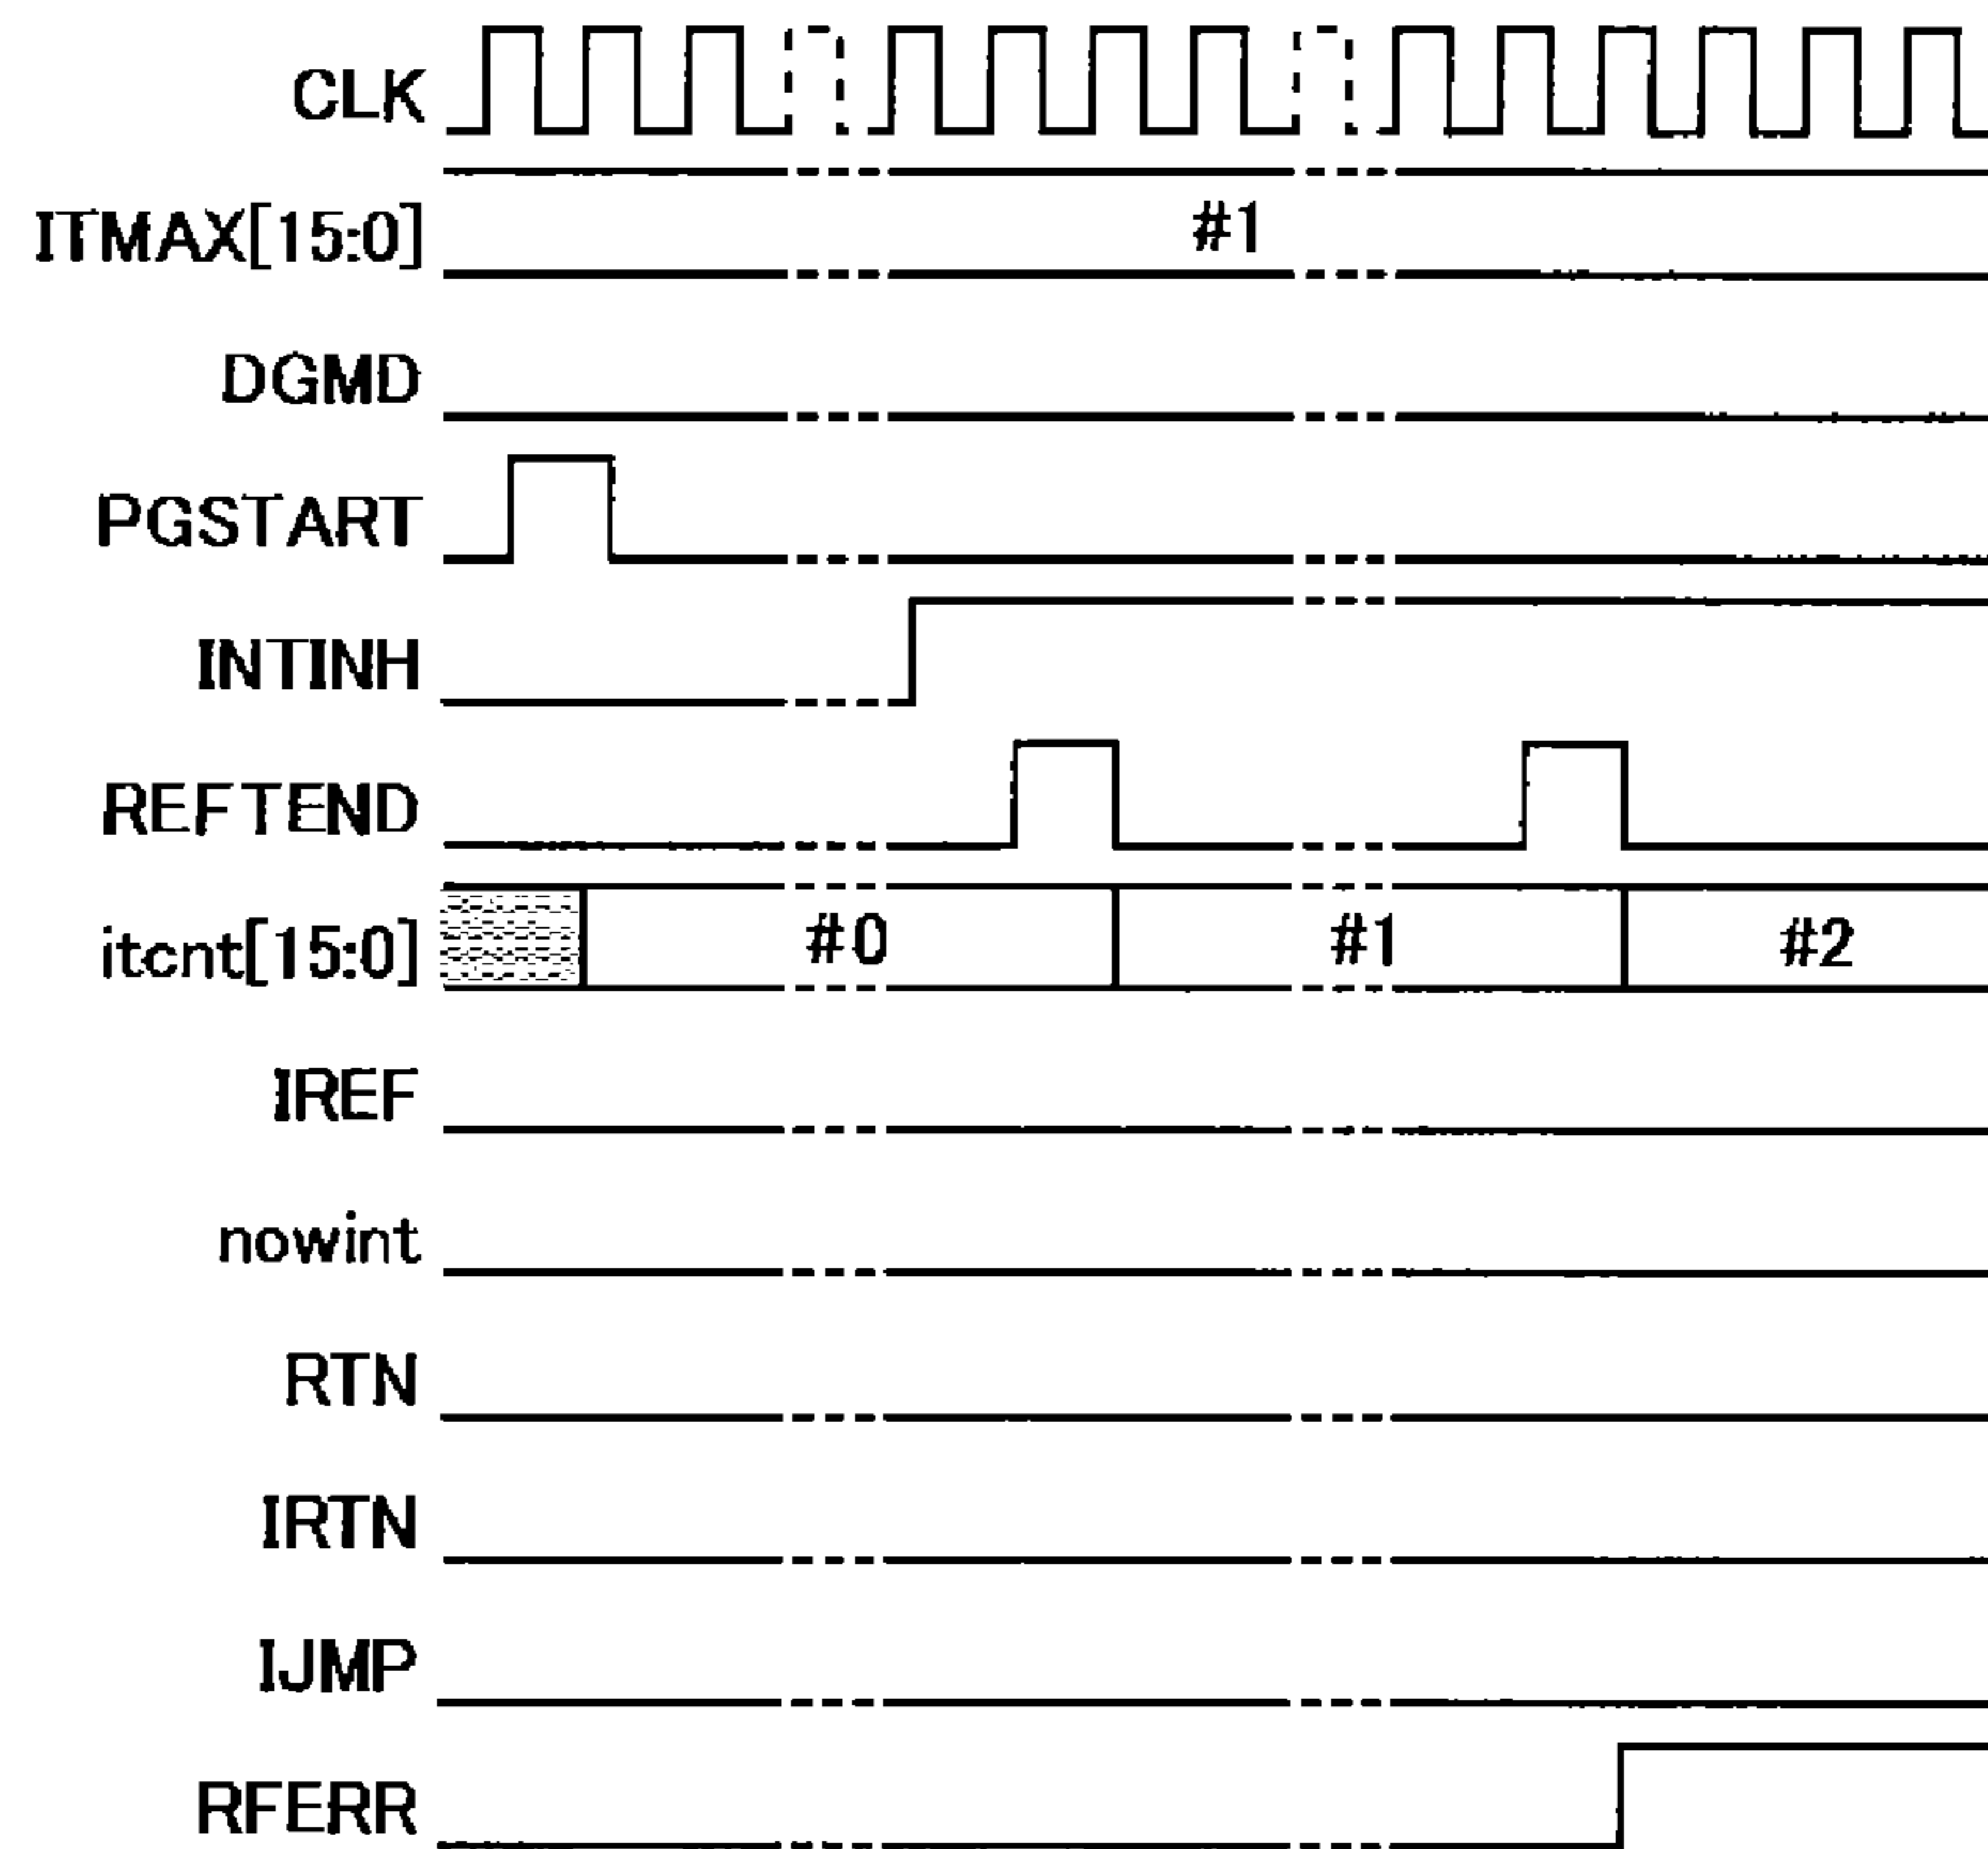 CLK
ITMAX[15:0] #1
DGMD
PGSTART
INTINH
REFTEND
itcnt[15:0] #0 #1 #2
IREF
nowint
RTN
IRTN
IJMP
RFERR